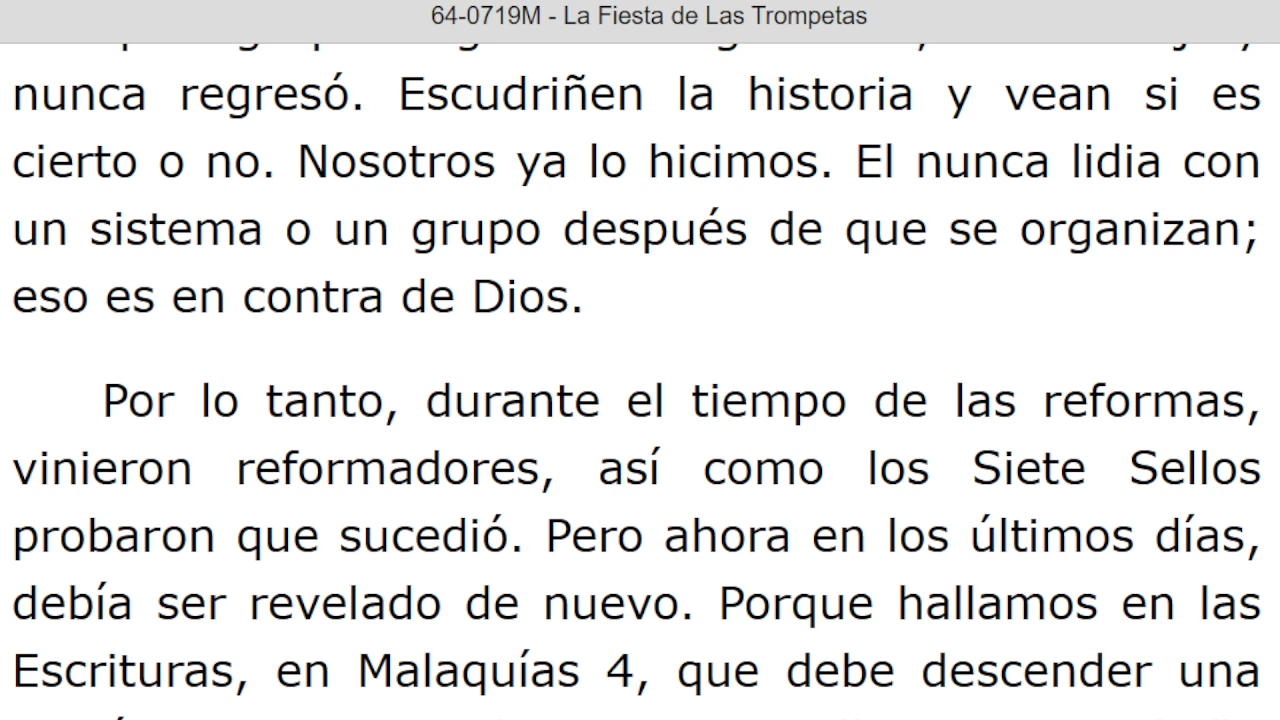 64-0719M - La Fiesta de Las Trompetas
nunca regresó. Escudriñen la historia y vean si es
cierto o no. Nosotros ya lo hicimos. El nunca lidia con
un sistema o un grupo después de que se organizan;
eso es en contra de Dios.
Por lo tanto, durante el tiempo de las reformas,
vinieron reformadores, así como los Siete Sellos
probaron que sucedió. Pero ahora en los últimos días,
debía ser revelado de nuevo. Porque hallamos en las
Escrituras, en Malaquías 4, que debe descender una